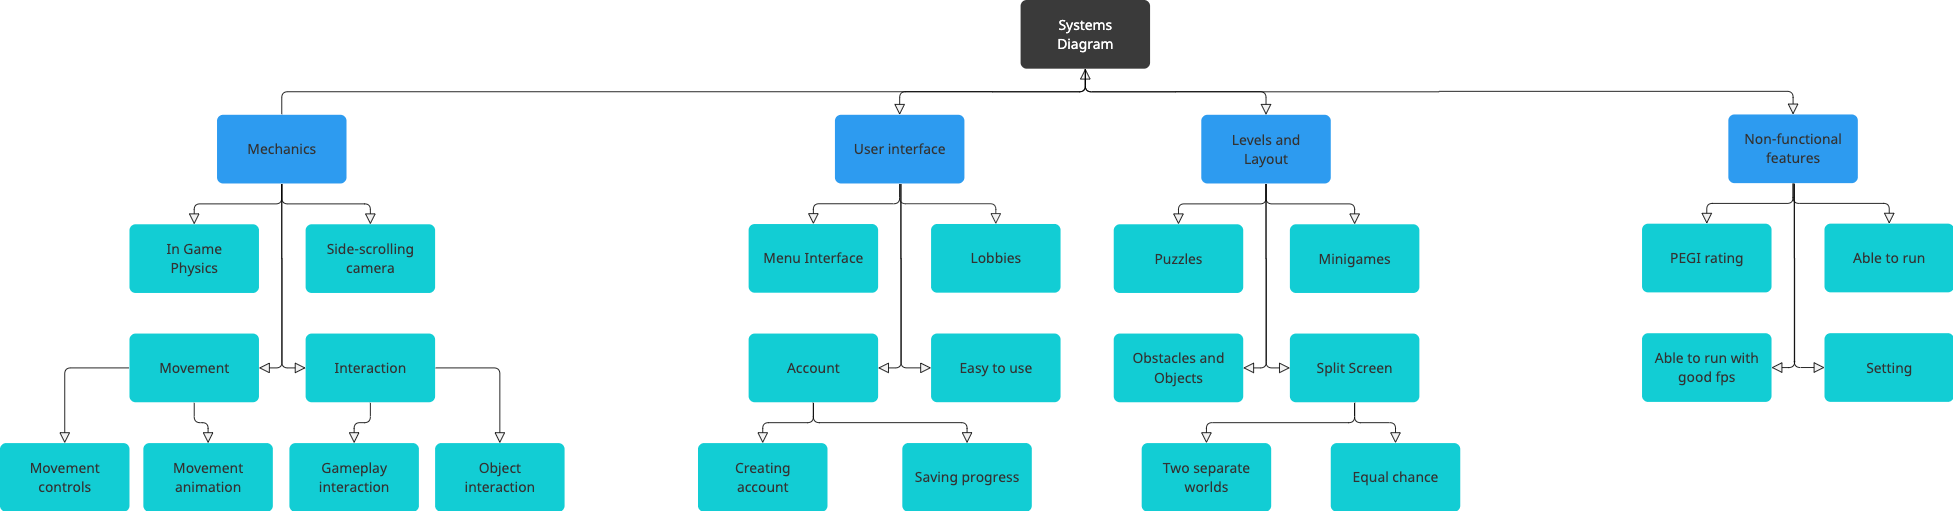 Systems
Diagram
Mechanics
User interface
Levels and
Layout
Non-functional
features
In Game
Physics
Side-scrolling
camera
Menu Interface
Lobbies
Puzzles
Minigames
PEGI rating
Able to run
Movement
Interaction
Account
Easy to use
Obstacles and
Objects
Split Screen
Able to run with
good fps
Setting
Movement
controls
Movement
animation
Gameplay
interaction
Object
interaction
Creating
account
Saving progress
Two separate
worlds
Equal chance